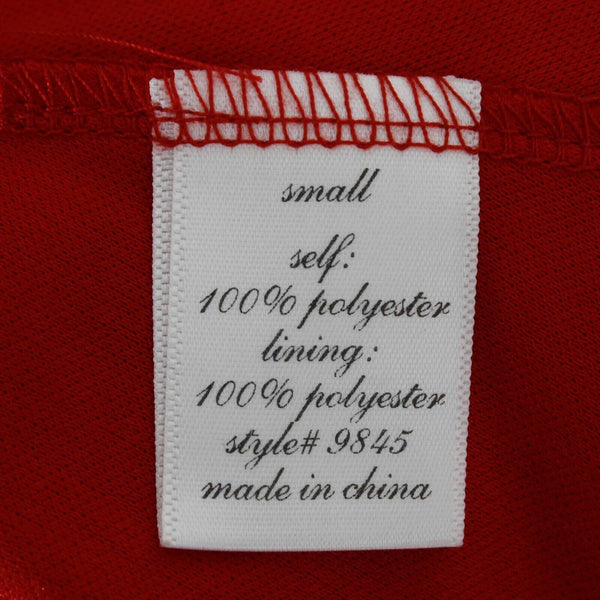 small
self:
100% polyester
lining:
100% polyester
style# 9845
made in china